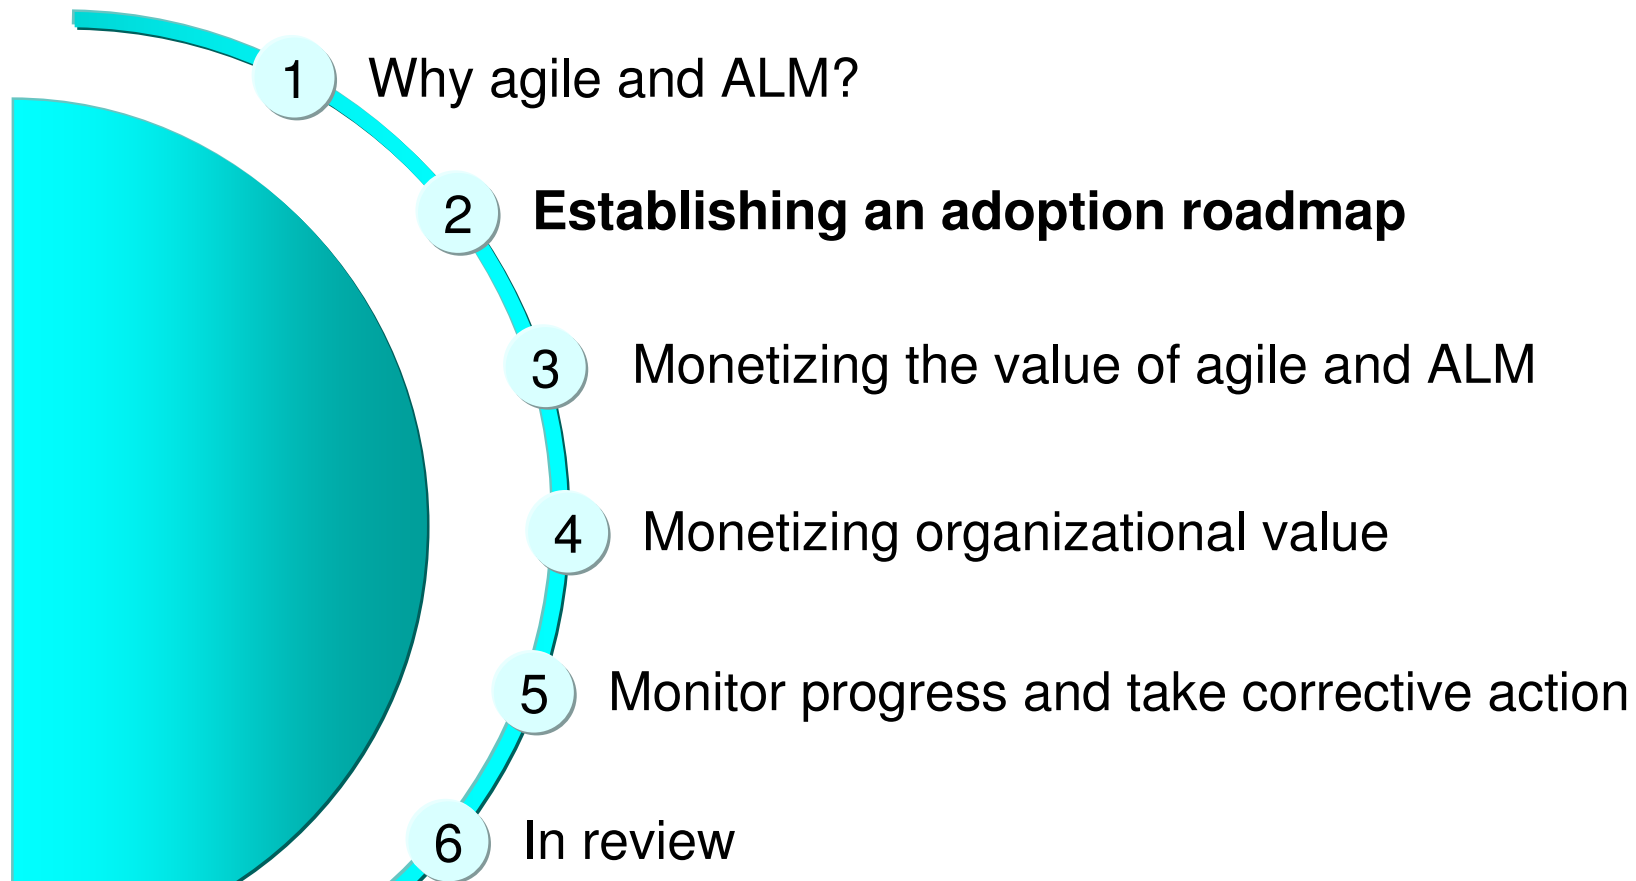 1 Why agile and ALM?
2 Establishing an adoption roadmap
3 Monetizing the value of agile and ALM
4 Monetizing organizational value
5 Monitor progress and take corrective action
6 In review